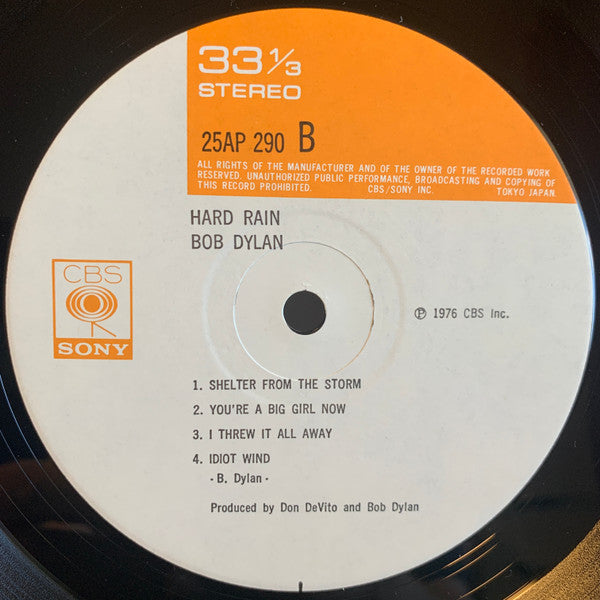 33 1/3
STEREO
25AP 290 B
ALL RIGHTS OF THE MANUFACTURER AND OF THE OWNER OF THE RECORDED WORK
RESERVED. UNAUTHORIZED PUBLIC PERFORMANCE, BROADCASTING AND COPYING OF
THIS RECORD PROHIBITED. CBS/SONY INC. TOKYO JAPAN.
HARD RAIN
BOB DYLAN
CBS
SONY
℗ 1976 CBS Inc.
1. SHELTER FROM THE STORM
2. YOU'RE A BIG GIRL NOW
3. I THREW IT ALL AWAY
4. IDIOT WIND
- B. Dylan -
Produced by Don DeVito and Bob Dylan